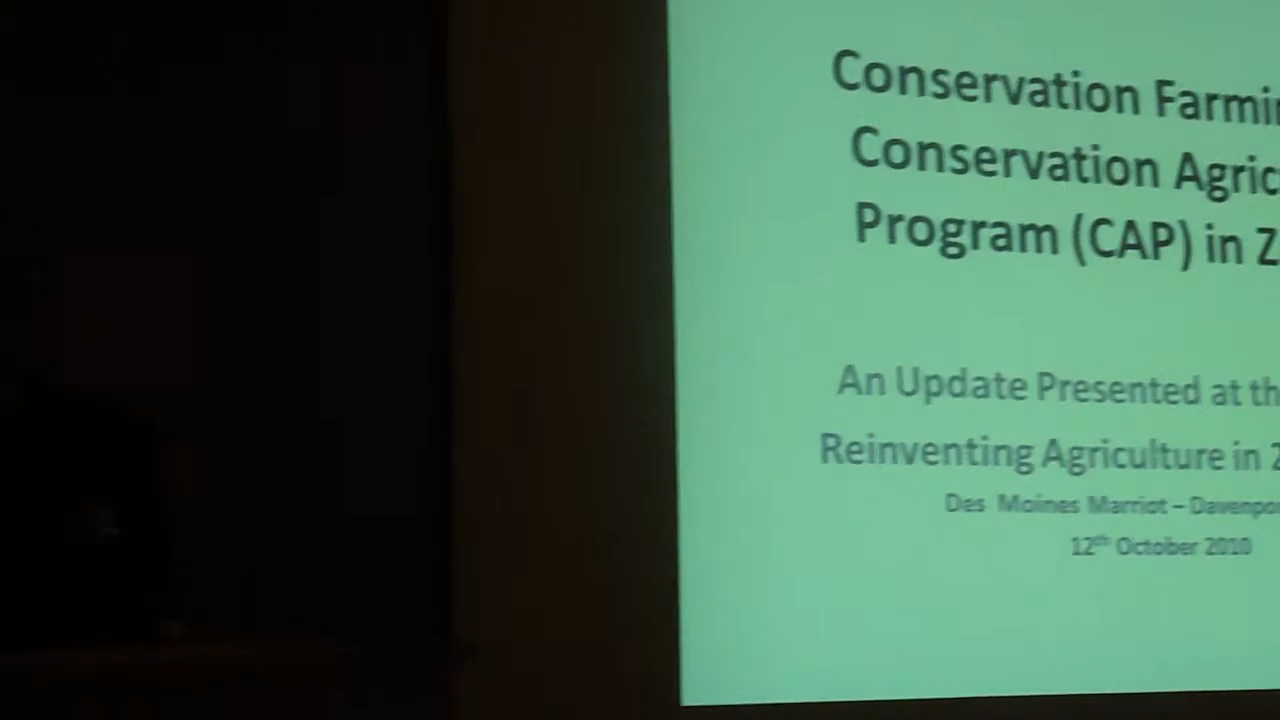 Conservation Farmin
Conservation Agric
Program (CAP) in Z
An Update Presented at th
Reinventing Agriculture in Z
Des Moines Marriot – Davenpo
12th October 2010